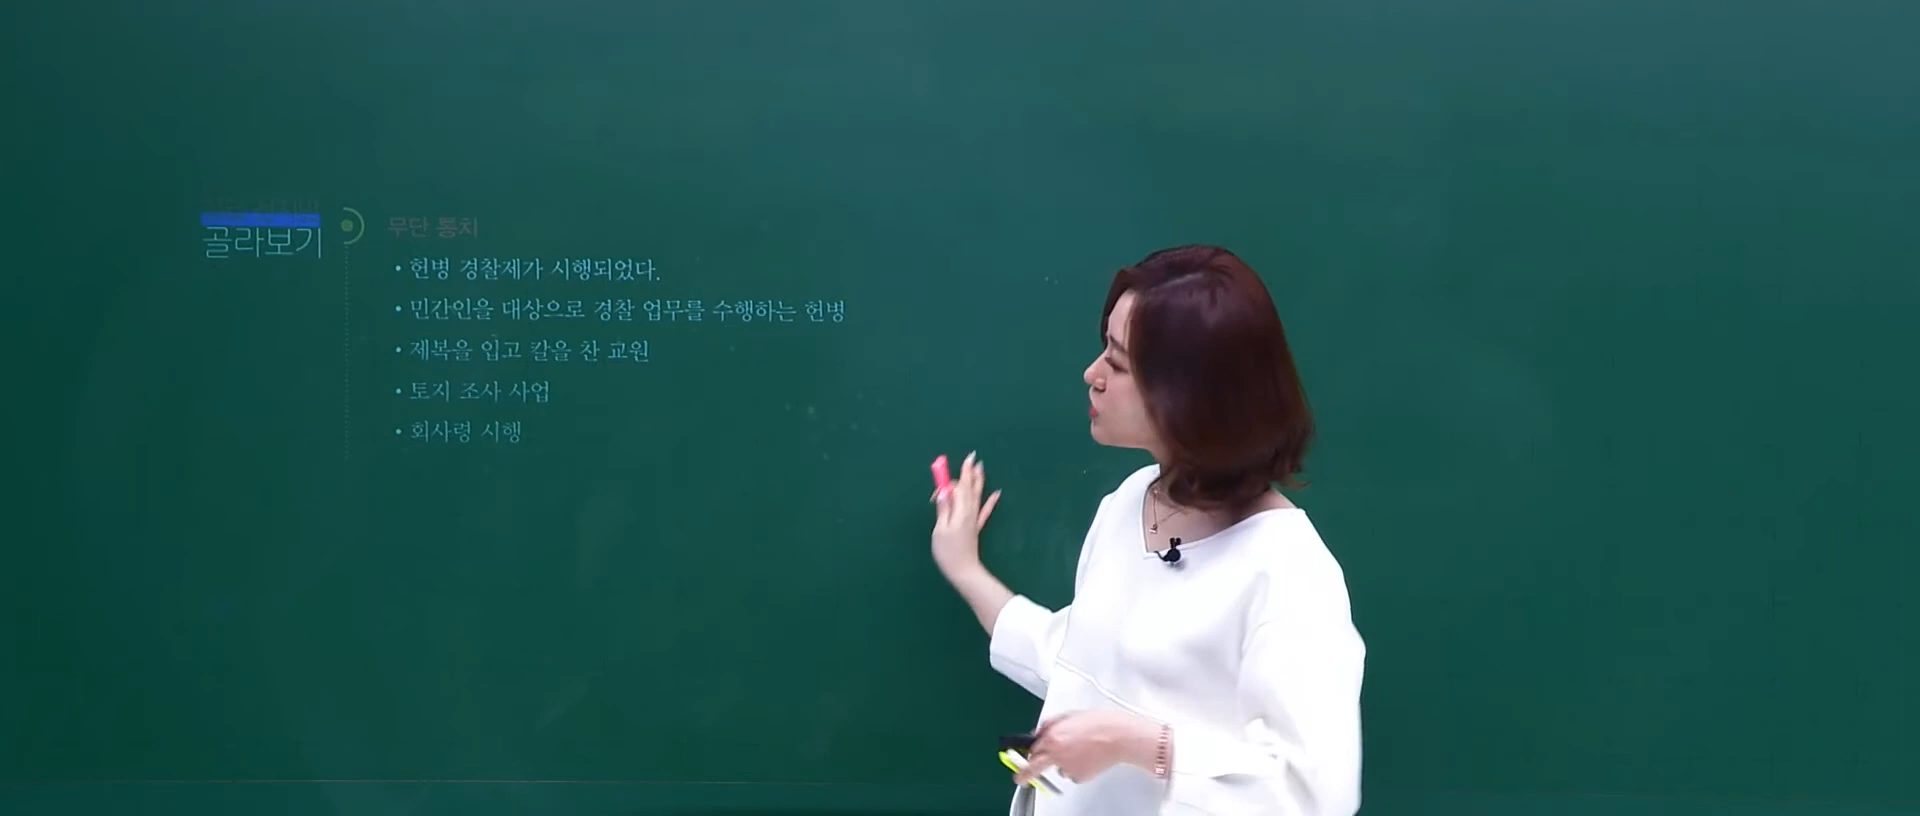 골라보기
무단 통치
• 헌병 경찰제가 시행되었다.
• 민간인을 대상으로 경찰 업무를 수행하는 헌병
• 제복을 입고 칼을 찬 교원
• 토지 조사 사업
• 회사령 시행